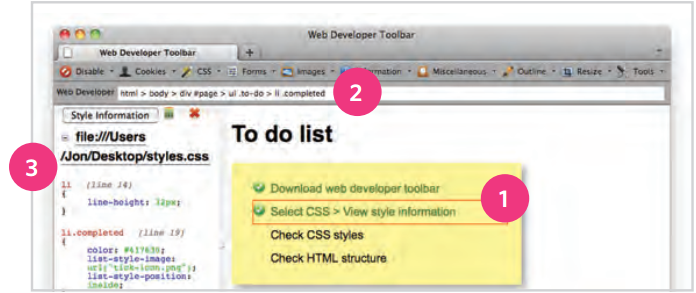 Web Developer Toolbar
Web Developer Toolbar +
Disable Cookies CSS Forms Images Miscellaneous Outline Resize Tools
Web Developer html > body > div #page > ul .to-do > li .completed
2
Style Information
file:///Users
/Jon/Desktop/styles.css
3
To do list
li (line 14)
{
line-height: 32px;
}
li.completed (line 19)
{
color: #417635;
list-style-image:
url("tick-icon.png");
list-style-position:
inside;
Download web developer toolbar
1
Select CSS > View style information
Check CSS styles
Check HTML structure